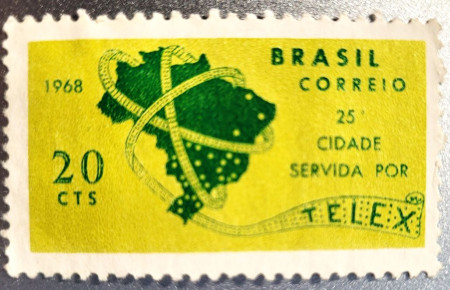 BRASIL
1968
CORREIO
25ª
CIDADE
SERVIDA POR
20
CTS
TELEX